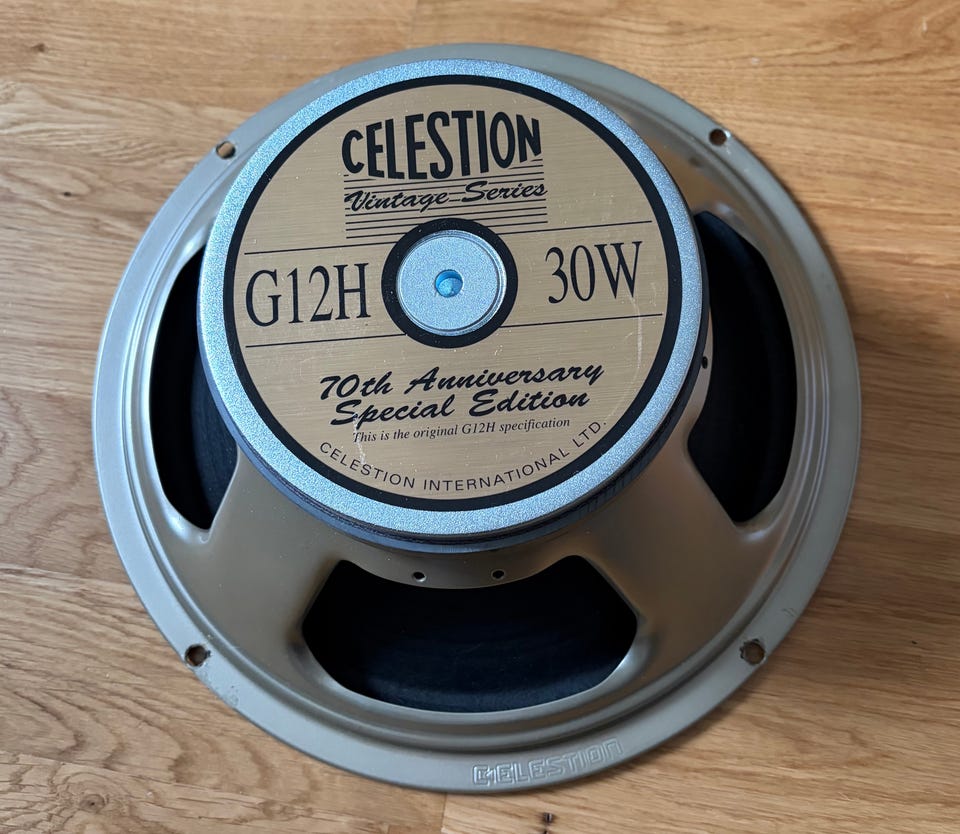 CELESTION
Vintage Series
G12H 30W
70th Anniversary
Special Edition
This is the original G12H specification
CELESTION INTERNATIONAL LTD.
CELESTION